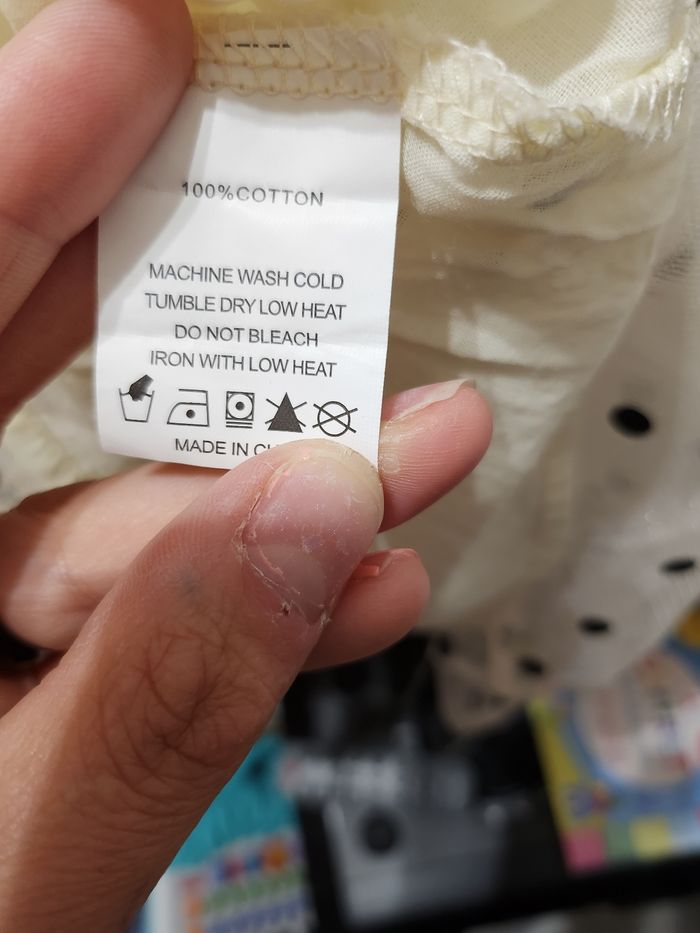 100%COTTON
MACHINE WASH COLD
TUMBLE DRY LOW HEAT
DO NOT BLEACH
IRON WITH LOW HEAT
MADE IN